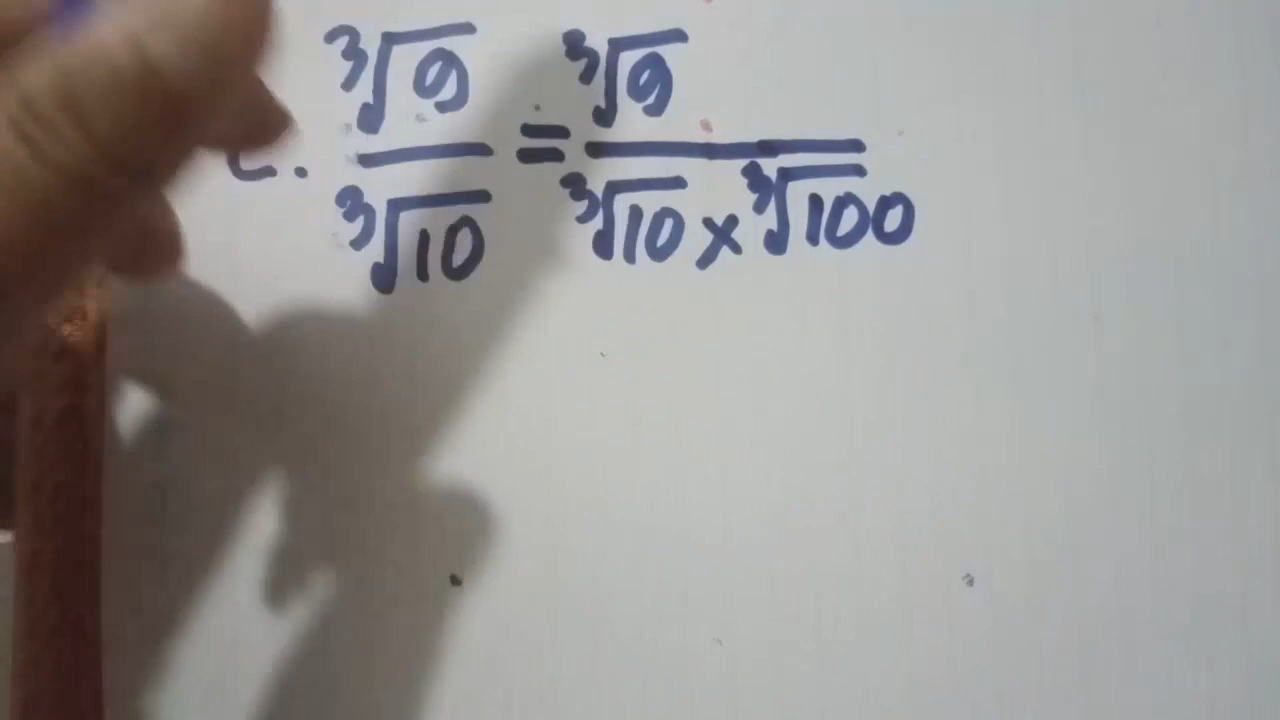 c. ∛9 / ∛10 = ∛9 / ∛10 x ∛100